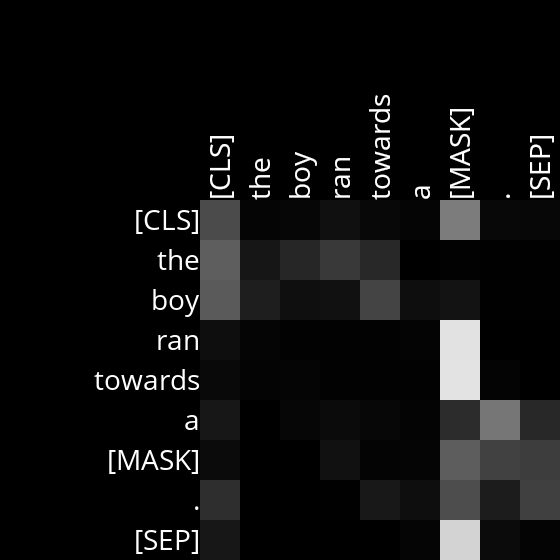 [CLS]
the
boy
ran
towards
a
[MASK]
.
[SEP]
[CLS]
the
boy
ran
towards
a
[MASK]
.
[SEP]